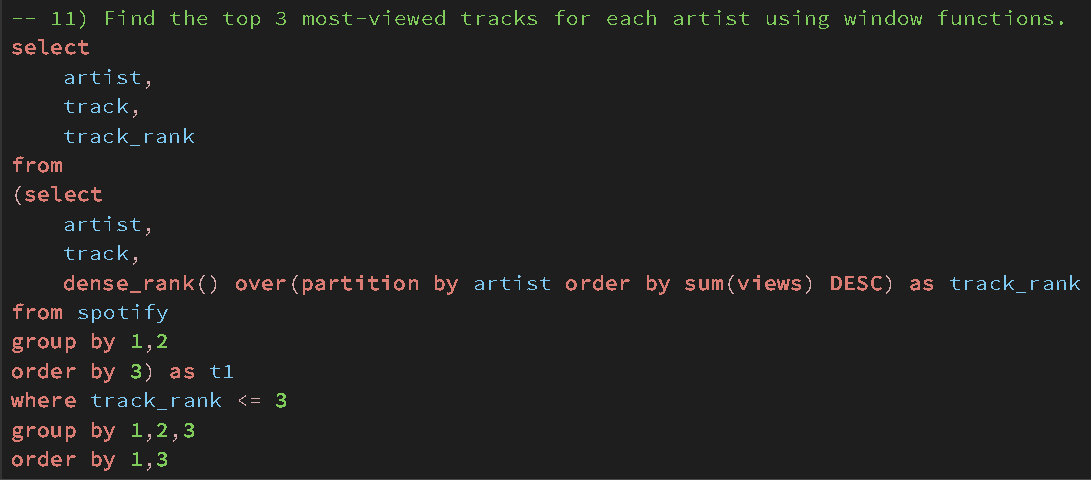 -- 11) Find the top 3 most-viewed tracks for each artist using window functions.
select
    artist,
    track,
    track_rank
from
(select
    artist,
    track,
    dense_rank() over(partition by artist order by sum(views) DESC) as track_rank
from spotify
group by 1,2
order by 3) as t1
where track_rank <= 3
group by 1,2,3
order by 1,3